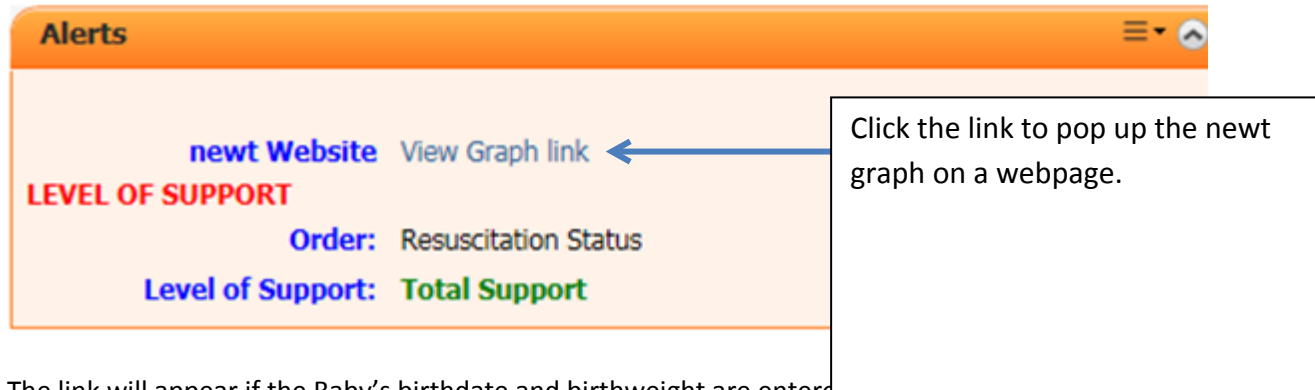 Alerts
newt Website View Graph link
Click the link to pop up the newt
graph on a webpage.
LEVEL OF SUPPORT
Order: Resuscitation Status
Level of Support: Total Support
The link will appear if the Baby's birthdate and birthweight are